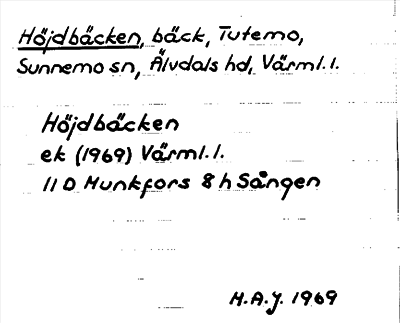 Höjdbäcken, bäck, Tutemo,
Sunnemo sn, Älvdals hd, Värml. l.
Höjdbäcken
ek (1969) Värml. l.
11 D Munkfors 8 h Sången
H.A.J. 1969